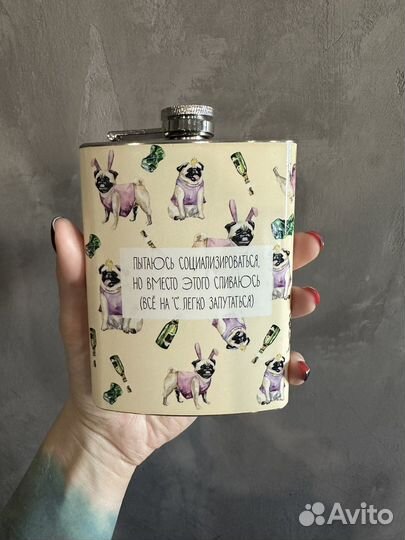 ПЫТАЮСЬ СОЦИАЛИЗИРОВАТЬСЯ,
НО ВМЕСТО ЭТОГО СПИВАЮСЬ
(ВСЁ НА "С", ЛЕГКО ЗАПУТАТЬСЯ)
Avito